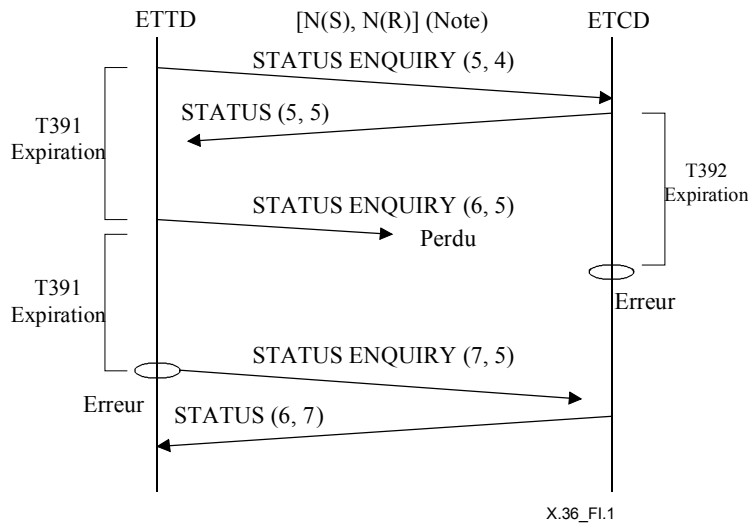 ETTD [N(S), N(R)] (Note) ETCD
STATUS ENQUIRY (5, 4)
STATUS (5, 5)
T391
Expiration
T392
Expiration
STATUS ENQUIRY (6, 5)
Perdu
T391
Expiration
Erreur
STATUS ENQUIRY (7, 5)
Erreur
STATUS (6, 7)
X.36_FI.1